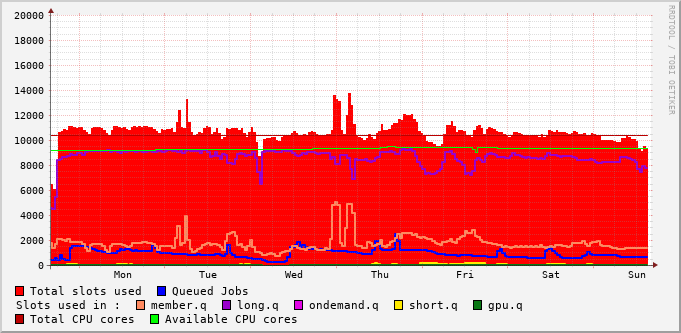 RRDTOOL / TOBI OETIKER
20000
18000
16000
14000
12000
10000
8000
6000
4000
2000
0
Mon Tue Wed Thu Fri Sat Sun
Total slots used Queued Jobs
Slots used in : member.q long.q ondemand.q short.q gpu.q
Total CPU cores Available CPU cores